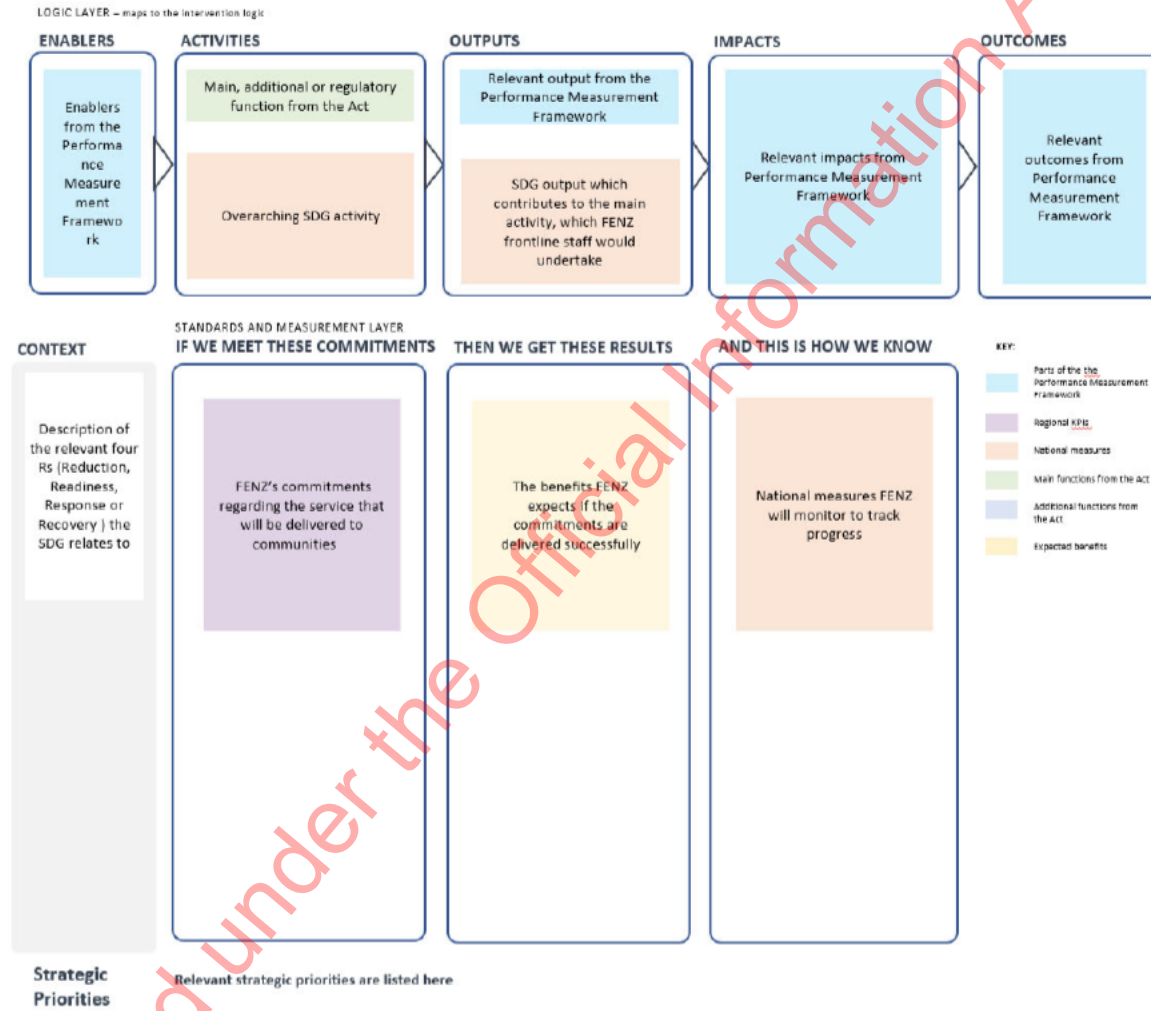 LOGIC LAYER – maps to the intervention logic
ENABLERS
ACTIVITIES
OUTPUTS
IMPACTS
OUTCOMES
Enablers
from the
Performa
nce
Measure
ment
Framewo
rk
Main, additional or regulatory
function from the Act
Overarching SDG activity
Relevant output from the
Performance Measurement
Framework
SDG output which
contributes to the main
activity, which FENZ
frontline staff would
undertake
Relevant impacts from
Performance Measurement
Framework
Relevant
outcomes from
Performance
Measurement
Framework
STANDARDS AND MEASUREMENT LAYER
CONTEXT
IF WE MEET THESE COMMITMENTS
THEN WE GET THESE RESULTS
AND THIS IS HOW WE KNOW
Description of
the relevant four
Rs (Reduction,
Readiness,
Response or
Recovery ) the
SDG relates to
FENZ's commitments
regarding the service that
will be delivered to
communities
The benefits FENZ
expects if the
commitments are
delivered successfully
National measures FENZ
will monitor to track
progress
KEY:
Parts of the the
Performance Measurement
Framework
Regional KPIs
National measures
Main functions from the Act
Additional functions from
the Act
Expected benefits
Strategic
Priorities
Relevant strategic priorities are listed here
under the Official Information